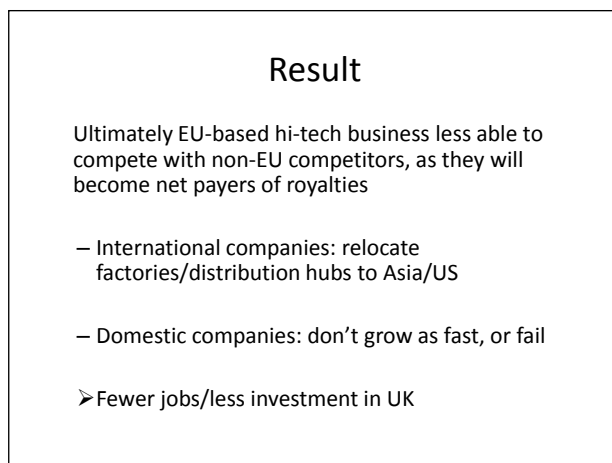 Result
Ultimately EU-based hi-tech business less able to
compete with non-EU competitors, as they will
become net payers of royalties
– International companies: relocate
factories/distribution hubs to Asia/US
– Domestic companies: don’t grow as fast, or fail
➢Fewer jobs/less investment in UK